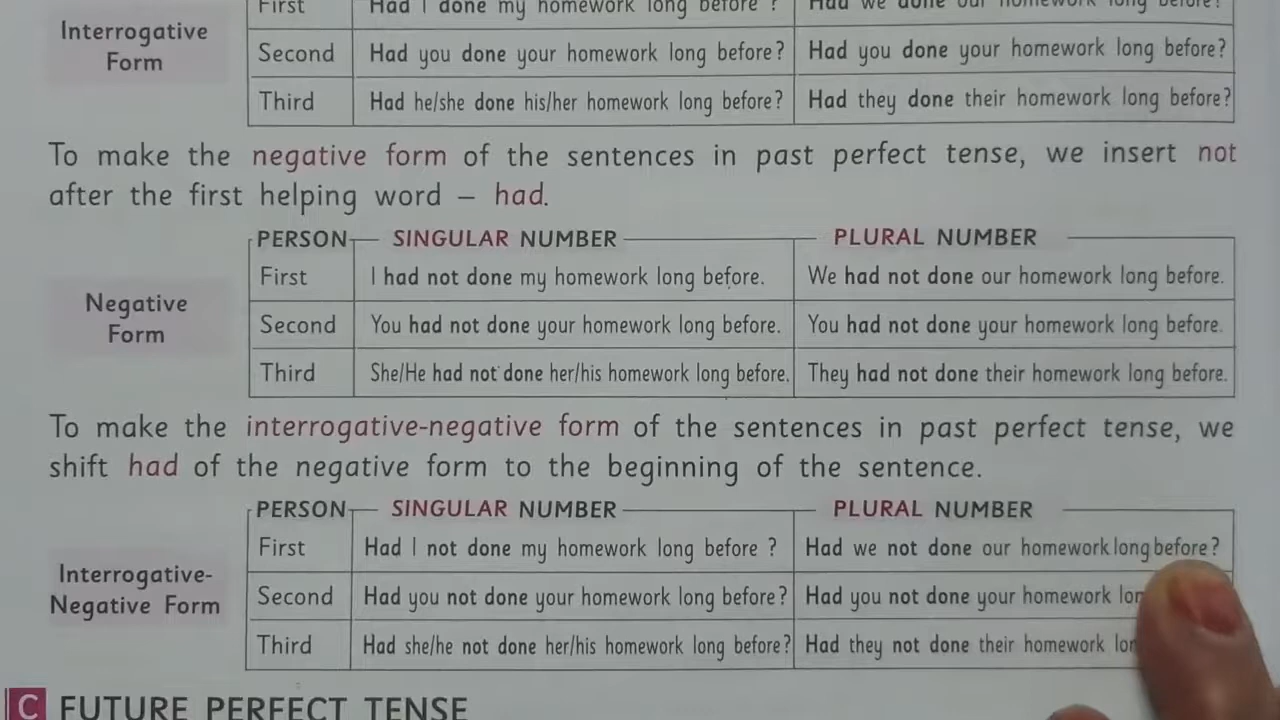 First Had I done my homework long before ? Had we done our homework long before?
Interrogative Form
Second Had you done your homework long before? Had you done your homework long before?
Third Had he/she done his/her homework long before? Had they done their homework long before?
To make the negative form of the sentences in past perfect tense, we insert not
after the first helping word – had.
PERSON SINGULAR NUMBER PLURAL NUMBER
First I had not done my homework long before. We had not done our homework long before.
Negative
Form
Second You had not done your homework long before. You had not done your homework long before.
Third She/He had not done her/his homework long before. They had not done their homework long before.
To make the interrogative-negative form of the sentences in past perfect tense, we
shift had of the negative form to the beginning of the sentence.
PERSON SINGULAR NUMBER PLURAL NUMBER
First Had I not done my homework long before ? Had we not done our homework long before?
Interrogative-
Negative Form
Second Had you not done your homework long before? Had you not done your homework
Third Had she/he not done her/his homework long before? Had they not done their homework
C FUTURE PERFECT TENSE